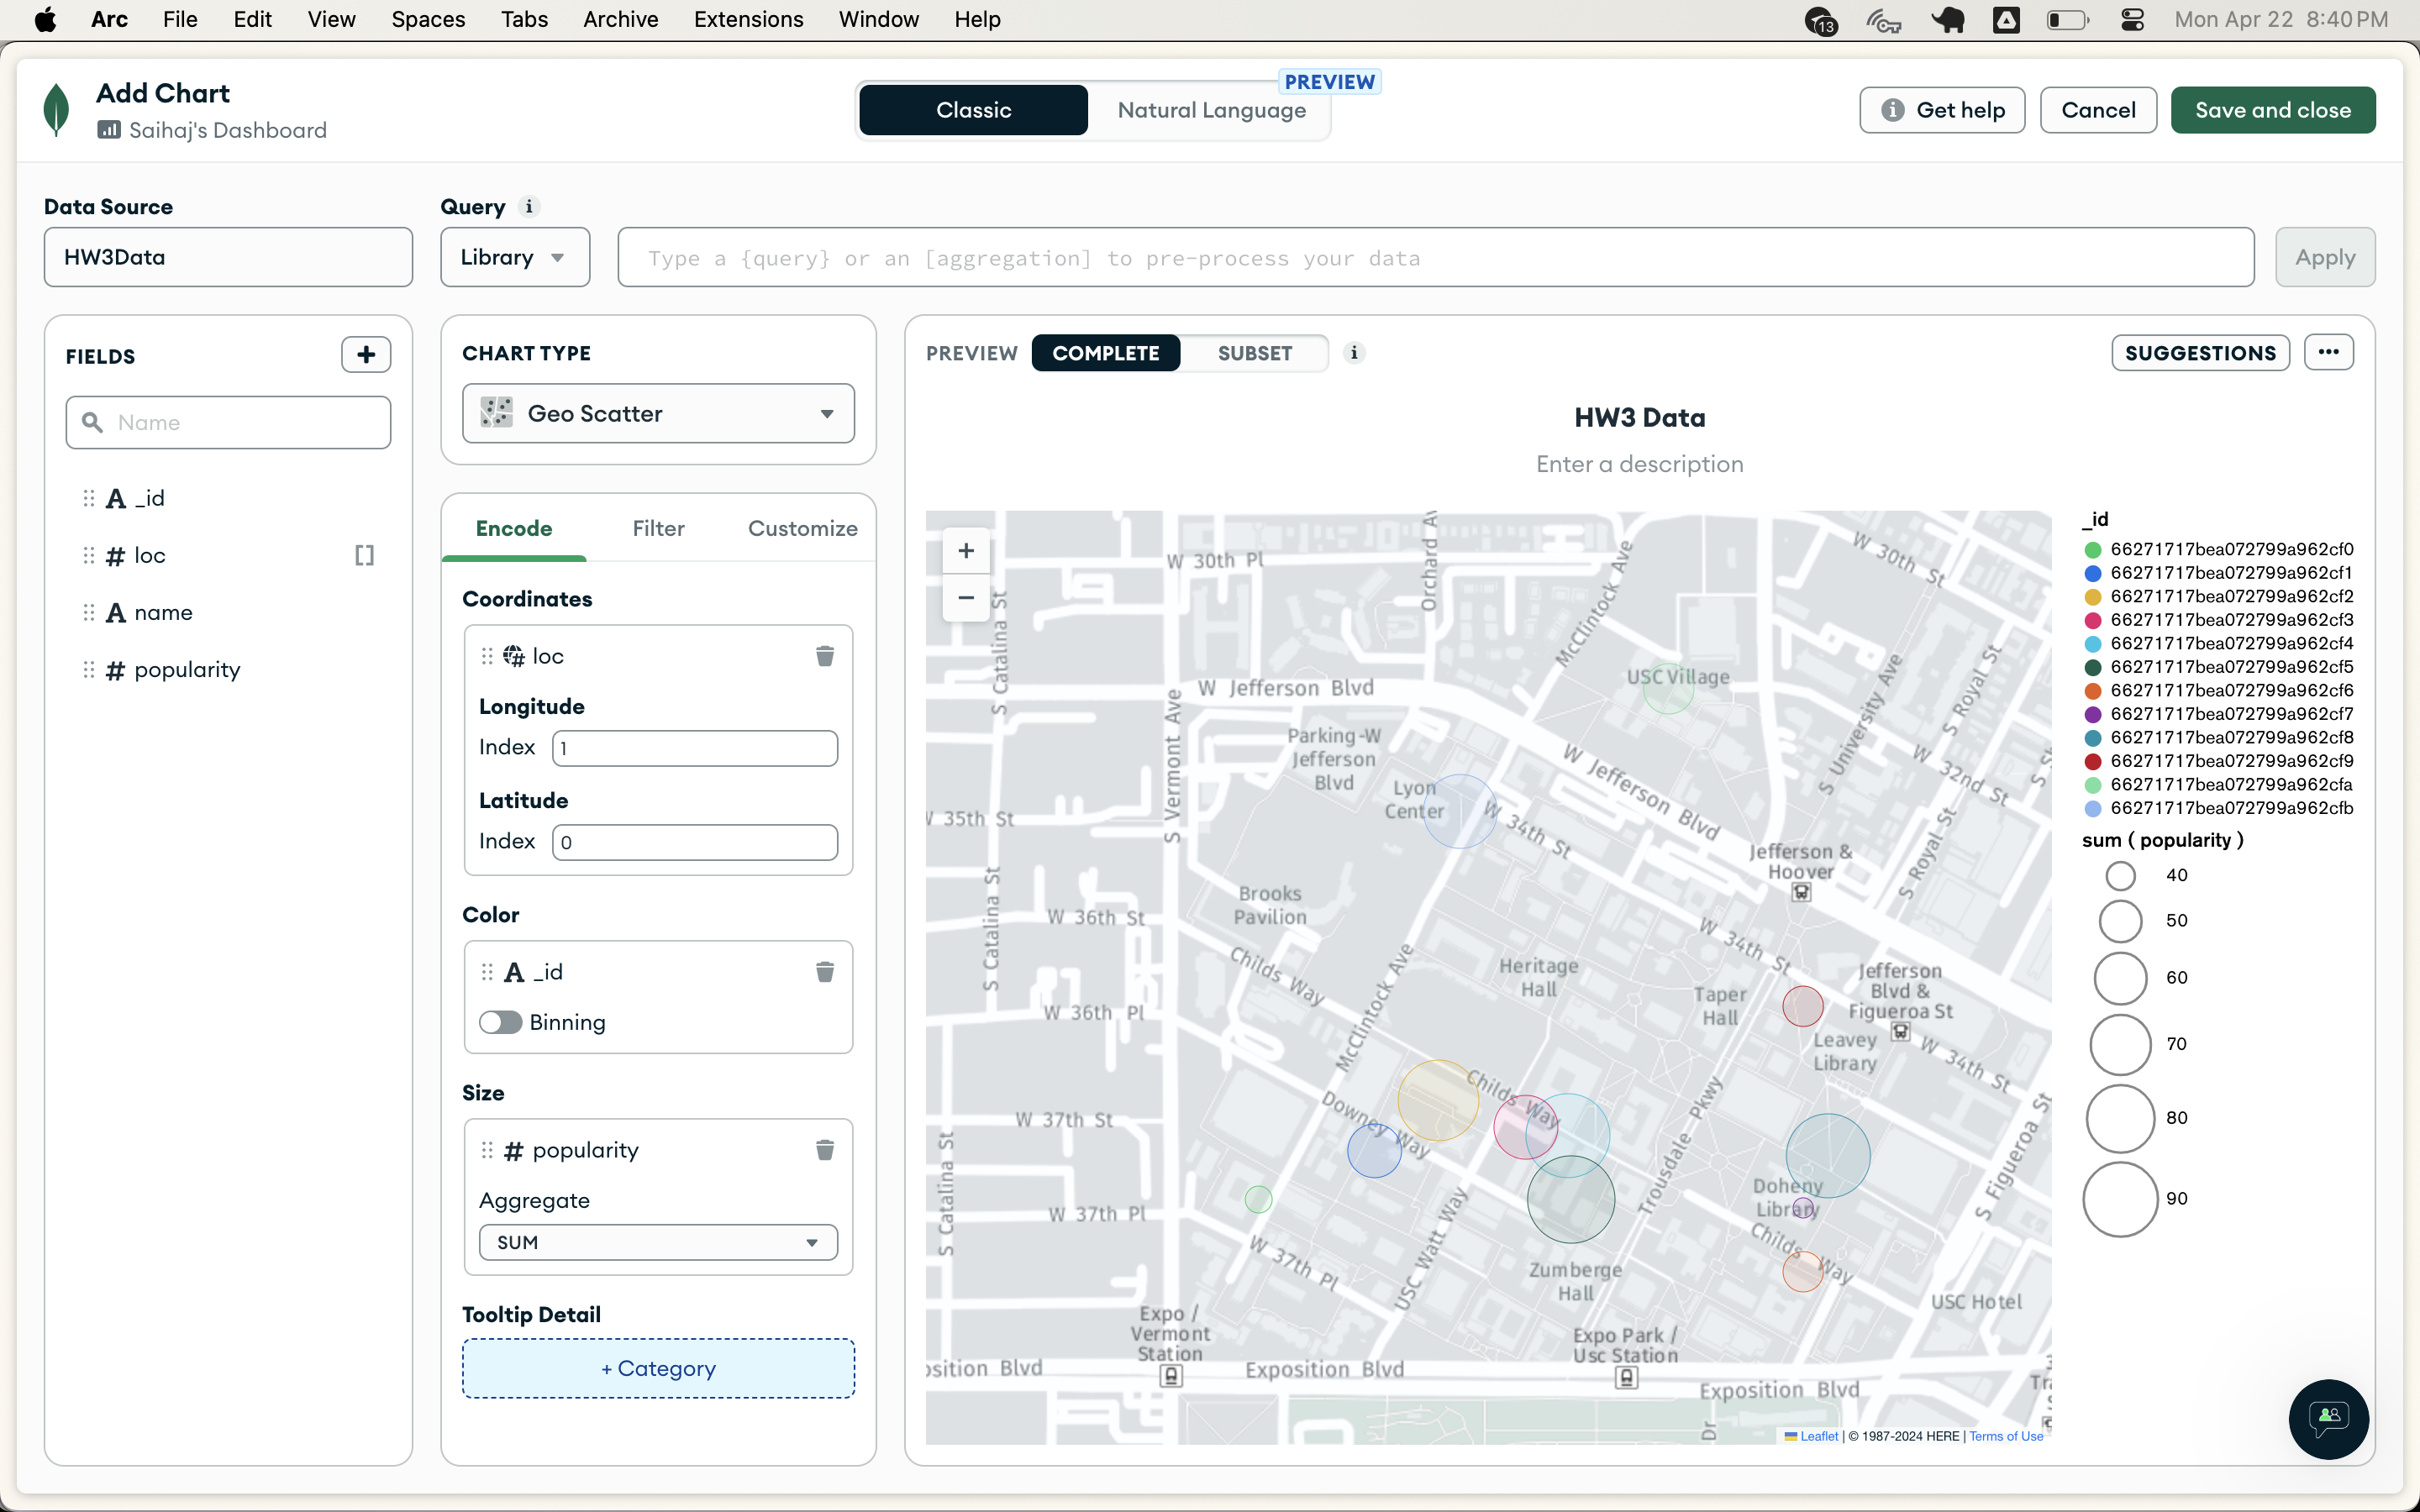 Arc File Edit View Spaces Tabs Archive Extensions Window Help 13 Mon Apr 22 8:40 PM
Add Chart
Saihaj's Dashboard
Classic Natural Language PREVIEW
Get help Cancel Save and close
Data Source
HW3Data
Query
Library
Type a {query} or an [aggregation] to pre-process your data
Apply
FIELDS
Name
_id
loc
name
popularity
CHART TYPE
Geo Scatter
Encode Filter Customize
Coordinates
loc
Longitude
Index 1
Latitude
Index 0
Color
_id
Binning
Size
popularity
Aggregate
SUM
Tooltip Detail
+ Category
PREVIEW COMPLETE SUBSET
SUGGESTIONS
HW3 Data
Enter a description
W 30th Pl
Orchard Av
McClintock Ave
W 30th St
S Catalina St
USC Village
W Jefferson Blvd
S Vermont Ave
S University Ave
S Royal St
Parking-W
Jefferson
Blvd
W Jefferson Blvd
W 32nd St
Lyon
Center
W 34th St
W 35th St
Jefferson &
Hoover
S Royal St
Brooks
Pavilion
S Catalina St
W 36th St
Childs Way
McClintock Ave
W 34th St
Heritage
Hall
Taper
Hall
Jefferson
Blvd &
Figueroa St
W 36th Pl
Leavey
Library
W 34th St
Childs Way
Downey Way
W 37th St
Trousdale Pkwy
S Figueroa St
S Catalina St
Doheny
Library
W 37th Pl
W 37th Pl
USC Watt Way
Childs Way
Zumberge
Hall
USC Hotel
Expo /
Vermont
Station
Expo Park /
Usc Station
osition Blvd
Exposition Blvd
Exposition Blvd
Dr
Leaflet | © 1987-2024 HERE | Terms of Use
_id
66271717bea072799a962cf0
66271717bea072799a962cf1
66271717bea072799a962cf2
66271717bea072799a962cf3
66271717bea072799a962cf4
66271717bea072799a962cf5
66271717bea072799a962cf6
66271717bea072799a962cf7
66271717bea072799a962cf8
66271717bea072799a962cf9
66271717bea072799a962cfa
66271717bea072799a962cfb
sum ( popularity )
40
50
60
70
80
90